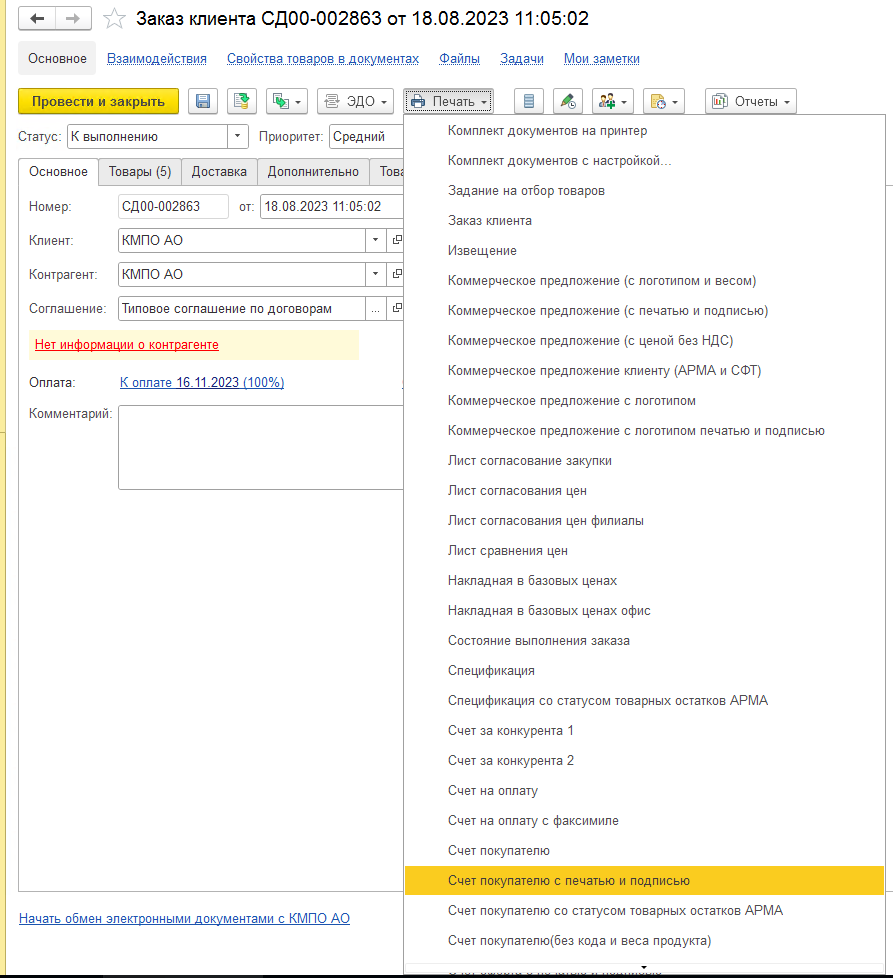 Заказ клиента СД00-002863 от 18.08.2023 11:05:02
Основное Взаимодействия Свойства товаров в документах Файлы Задачи Мои заметки
Провести и закрыть ЭДО Печать Отчеты
Статус: К выполнению Приоритет: Средний
Основное Товары (5) Доставка Дополнительно Това
Номер: СД00-002863 от: 18.08.2023 11:05:02
Клиент: КМПО АО
Контрагент: КМПО АО
Соглашение: Типовое соглашение по договорам ...
Нет информации о контрагенте
Оплата: К оплате 16.11.2023 (100%)
Комментарий:
Начать обмен электронными документами с КМПО АО
Комплект документов на принтер
Комплект документов с настройкой...
Задание на отбор товаров
Заказ клиента
Извещение
Коммерческое предложение (с логотипом и весом)
Коммерческое предложение (с печатью и подписью)
Коммерческое предложение (с ценой без НДС)
Коммерческое предложение клиенту (АРМА и СФТ)
Коммерческое предложение с логотипом
Коммерческое предложение с логотипом печатью и подписью
Лист согласование закупки
Лист согласования цен
Лист согласования цен филиалы
Лист сравнения цен
Накладная в базовых ценах
Накладная в базовых ценах офис
Состояние выполнения заказа
Спецификация
Спецификация со статусом товарных остатков АРМА
Счет за конкурента 1
Счет за конкурента 2
Счет на оплату
Счет на оплату с факсимиле
Счет покупателю
Счет покупателю с печатью и подписью
Счет покупателю со статусом товарных остатков АРМА
Счет покупателю(без кода и веса продукта)